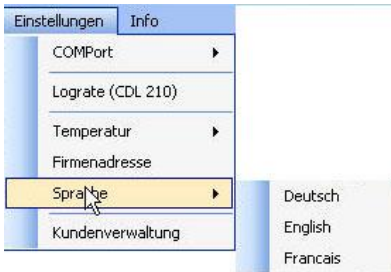 Einstellungen Info
COMPort
Lograte (CDL 210)
Temperatur
Firmenadresse
Sprache
Deutsch
English
Francais
Kundenverwaltung